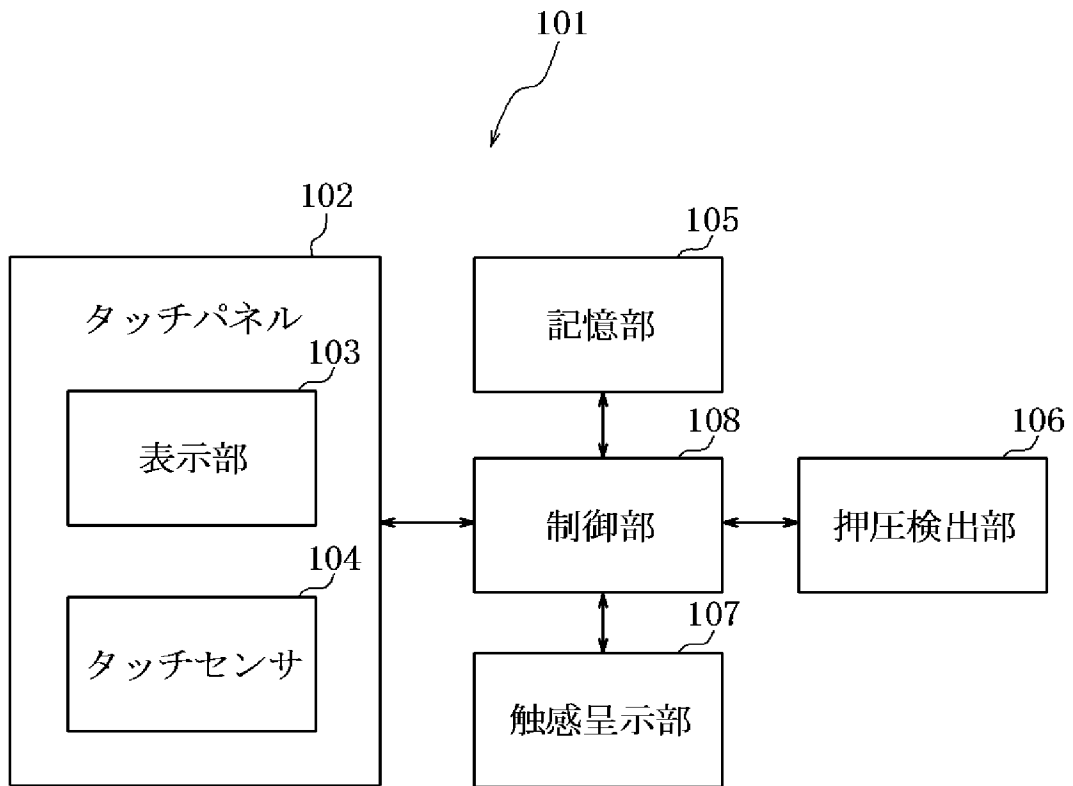 101
102
タッチパネル
103
表示部
104
タッチセンサ
105
記憶部
108
制御部
106
押圧検出部
107
触感呈示部